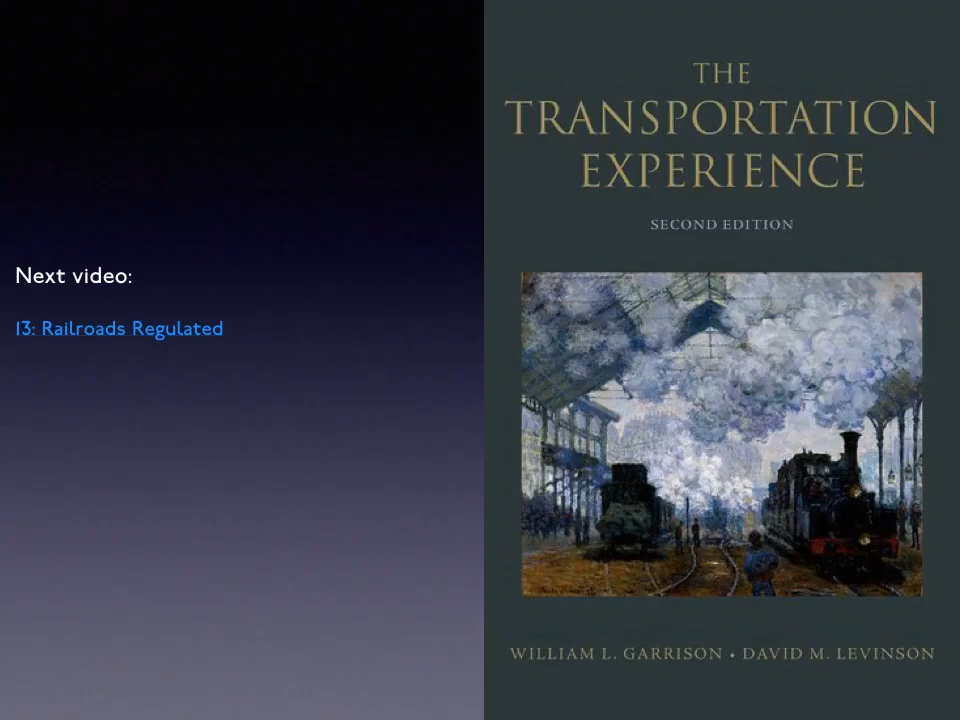 Next video:
13: Railroads Regulated
THE
TRANSPORTATION
EXPERIENCE
SECOND EDITION
WILLIAM L. GARRISON • DAVID M. LEVINSON